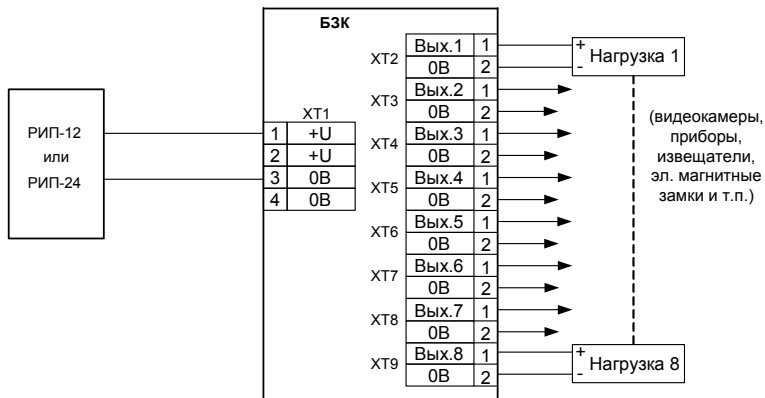 БЗК
РИП-12
или
РИП-24
XT1
1 +U
2 +U
3 0В
4 0В
XT2
Вых.1 1
0В 2
XT3
Вых.2 1
0В 2
XT4
Вых.3 1
0В 2
XT5
Вых.4 1
0В 2
XT6
Вых.5 1
0В 2
XT7
Вых.6 1
0В 2
XT8
Вых.7 1
0В 2
XT9
Вых.8 1
0В 2
+ Нагрузка 1
-
(видеокамеры,
приборы,
извещатели,
эл. магнитные
замки и т.п.)
+ Нагрузка 8
-